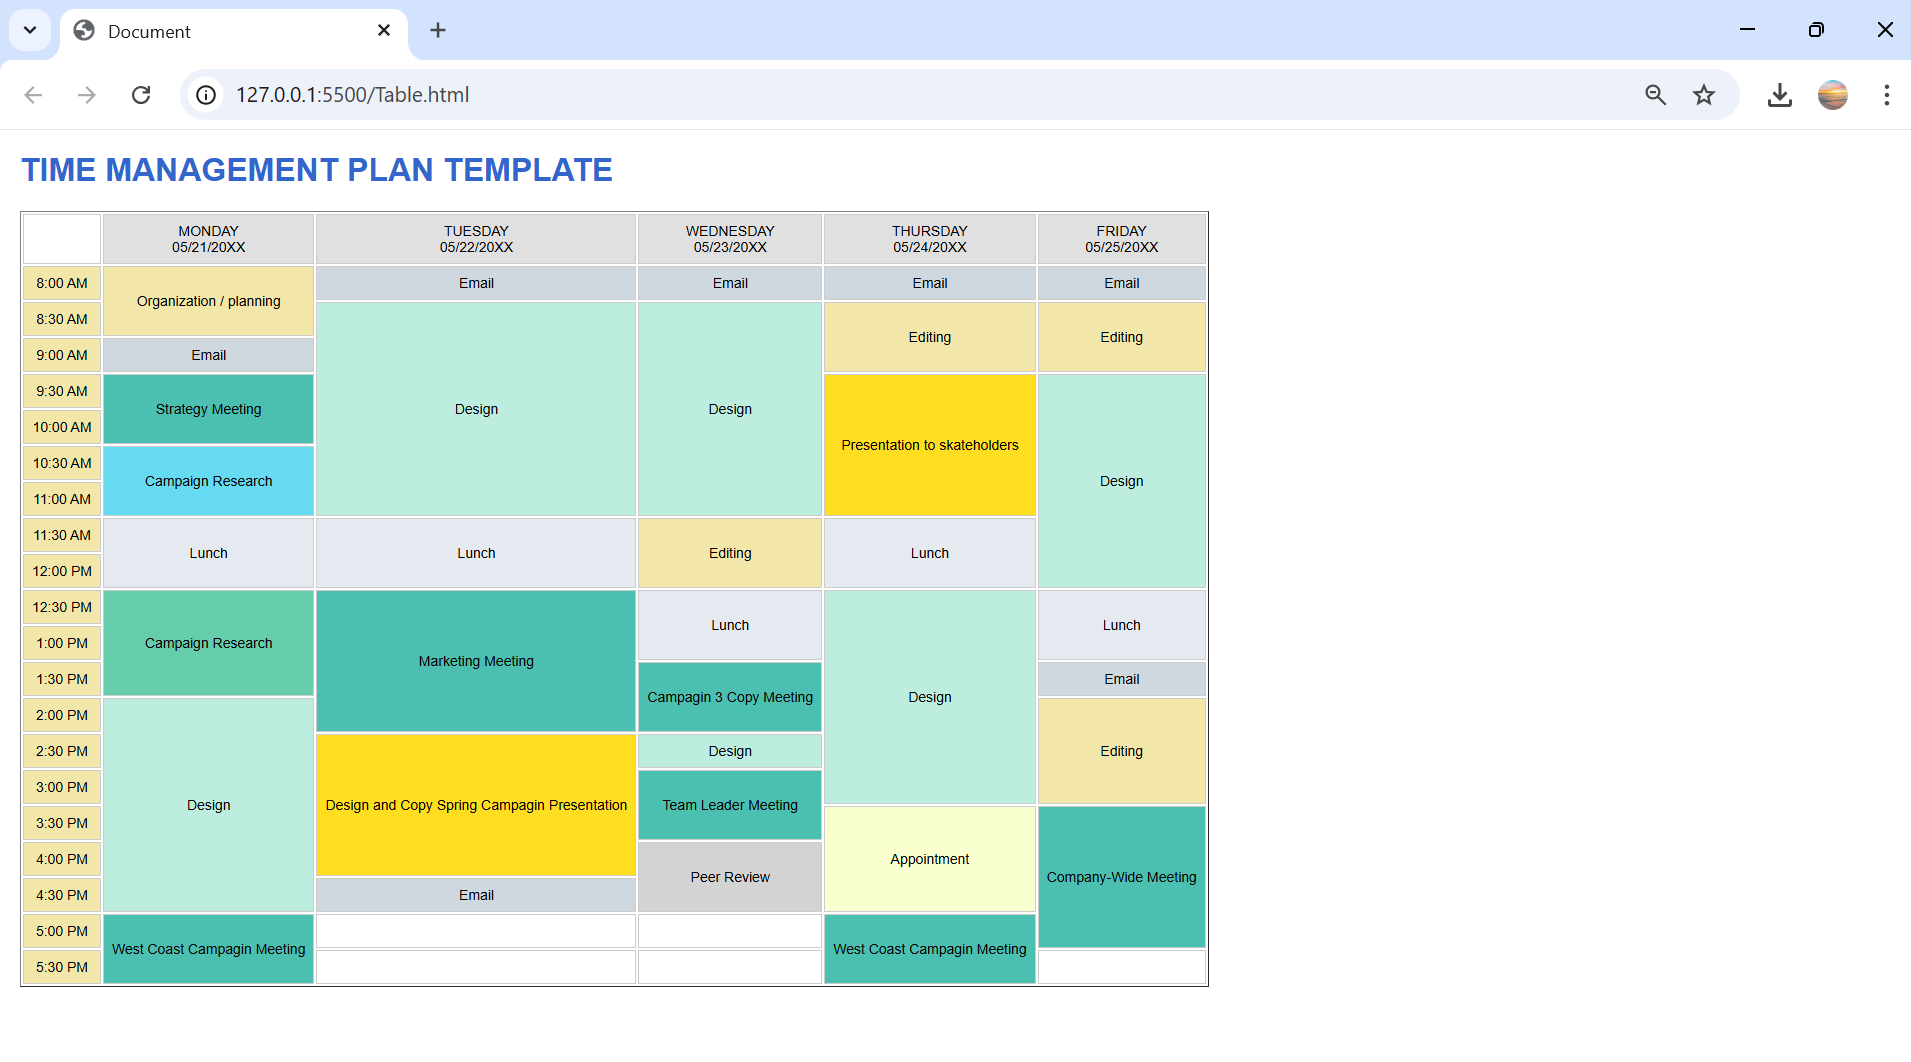 Document
127.0.0.1:5500/Table.html
TIME MANAGEMENT PLAN TEMPLATE
MONDAY TUESDAY WEDNESDAY THURSDAY FRIDAY
05/21/20XX 05/22/20XX 05/23/20XX 05/24/20XX 05/25/20XX
8:00 AM Email Email Email Email
Organization / planning
8:30 AM
Editing Editing
9:00 AM Email
9:30 AM
Strategy Meeting Design Design
10:00 AM
Presentation to skateholders
10:30 AM
Campaign Research Design
11:00 AM
11:30 AM
Lunch Lunch Editing Lunch
12:00 PM
12:30 PM
Lunch Lunch
1:00 PM Campaign Research
Marketing Meeting
1:30 PM Email
Campagin 3 Copy Meeting Design
2:00 PM
2:30 PM Design Editing
3:00 PM
Design Design and Copy Spring Campagin Presentation Team Leader Meeting
3:30 PM
4:00 PM Appointment
Peer Review Company-Wide Meeting
4:30 PM Email
5:00 PM
West Coast Campagin Meeting West Coast Campagin Meeting
5:30 PM